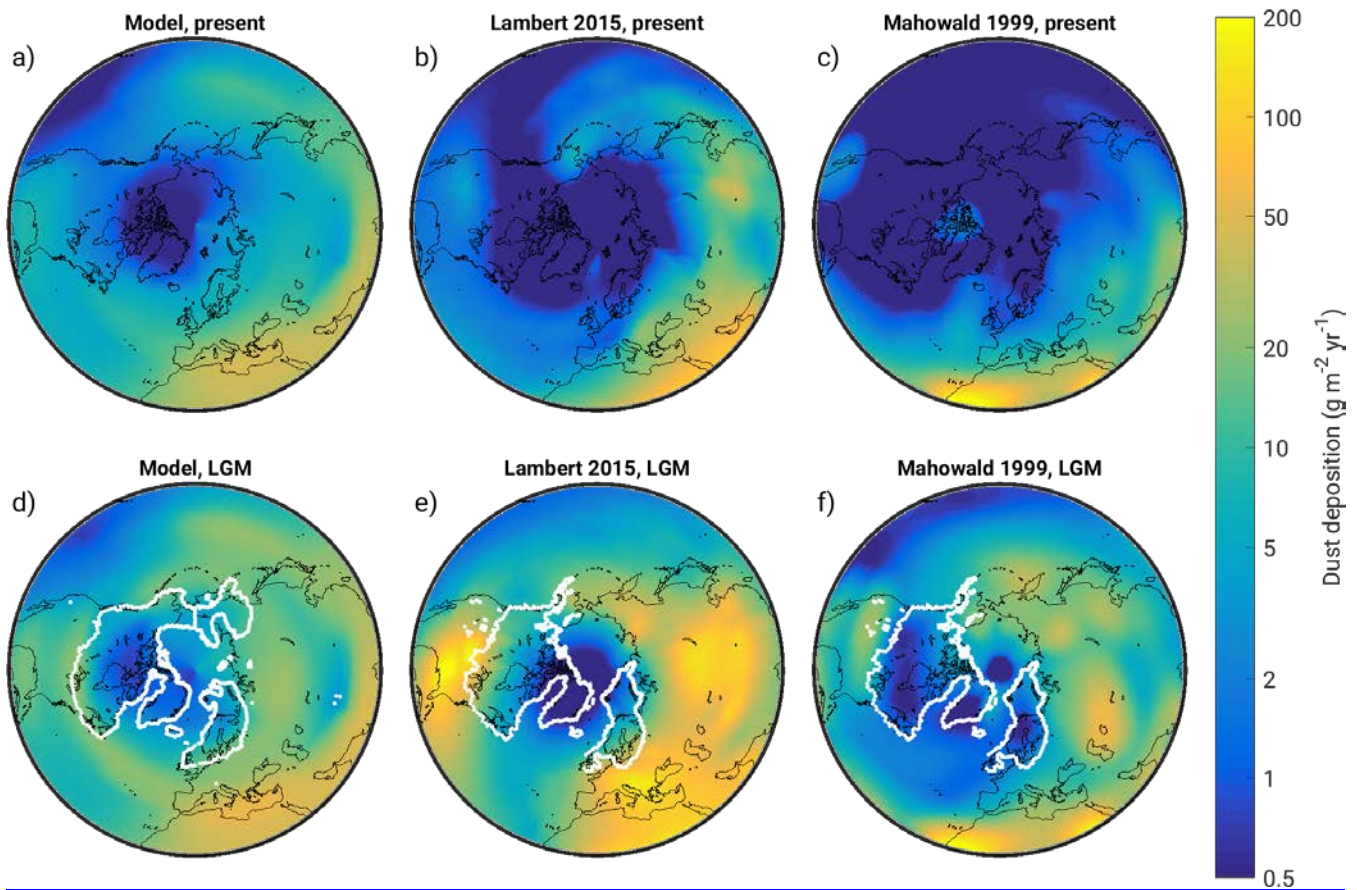 Model, present
Lambert 2015, present
Mahowald 1999, present
a)
b)
c)
Model, LGM
Lambert 2015, LGM
Mahowald 1999, LGM
d)
e)
f)
200
100
50
20
10
5
2
1
0.5
Dust deposition (g m⁻² yr⁻¹)